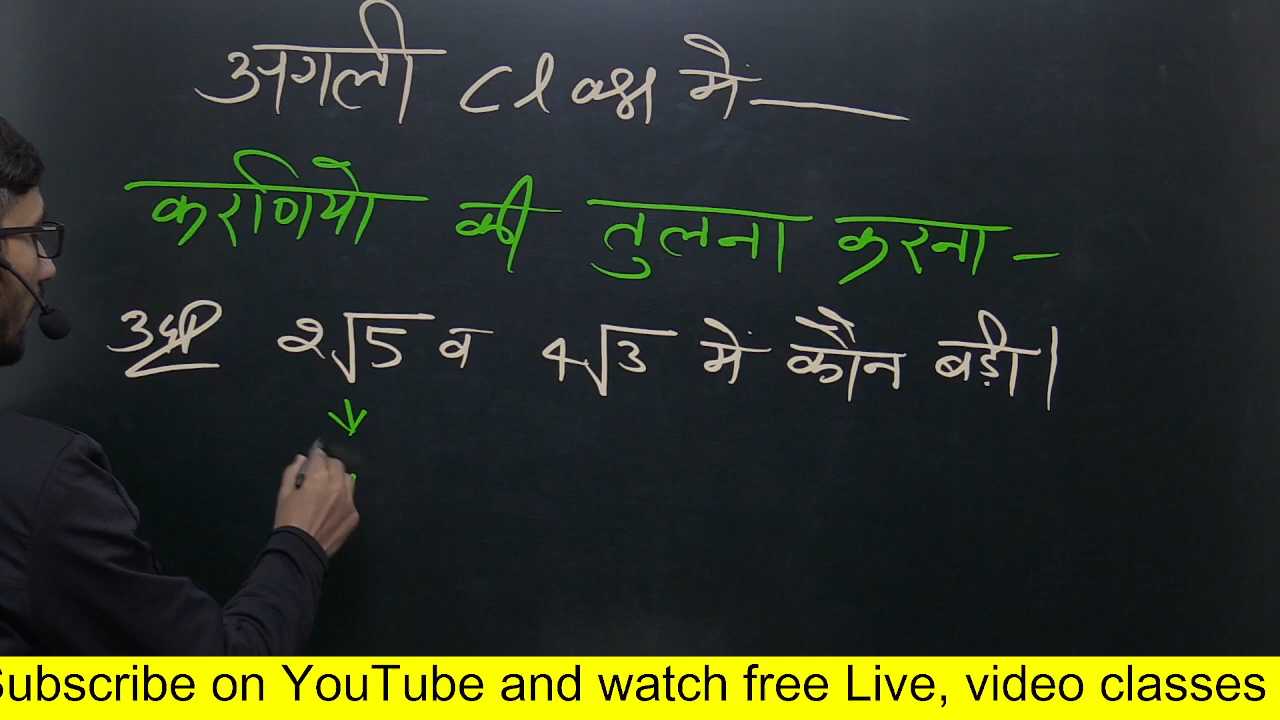 अगली class में —
करणियो की तुलना करना -
उदा 2√5 व 4√3 में कौन बड़ी।
Subscribe on YouTube and watch free Live, video classes